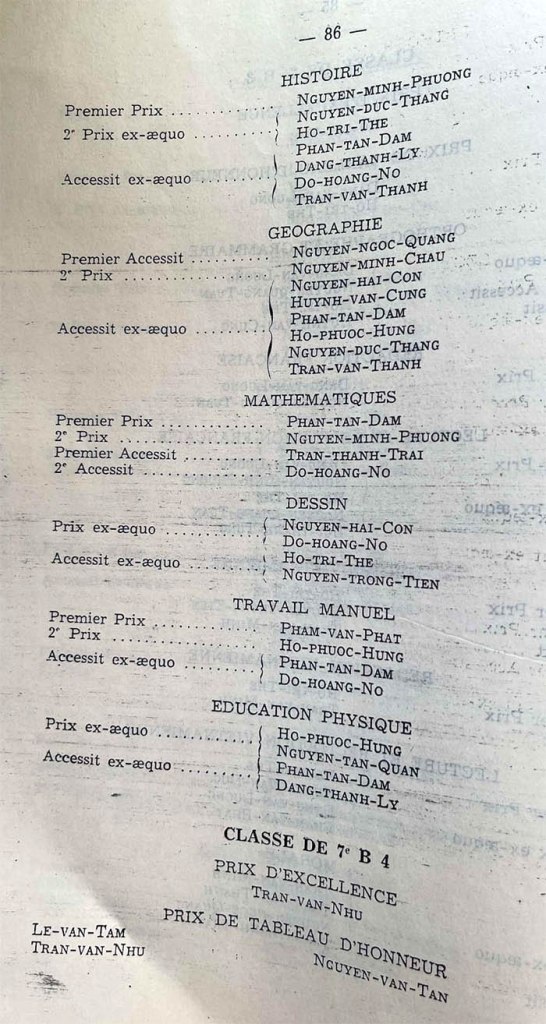 — 86 —
HISTOIRE
Premier Prix .......... NGUYEN-MINH-PHUONG
2e Prix ex-æquo ........ { NGUYEN-DUC-THANG
HO-TRI-THE
Accessit ex-æquo ........ { PHAN-TAN-DAM
DANG-THANH-LY
DO-HOANG-NO
TRAN-VAN-THANH
GEOGRAPHIE
Premier Accessit ........ NGUYEN-NGOC-QUANG
2e Prix .......... NGUYEN-MINH-CHAU
Accessit ex-æquo ........ { NGUYEN-HAI-CON
HUYNH-VAN-CUNG
PHAN-TAN-DAM
HO-PHUOC-HUNG
NGUYEN-DUC-THANG
TRAN-VAN-THANH
MATHEMATIQUES
Premier Prix .......... PHAN-TAN-DAM
2e Prix .......... NGUYEN-MINH-PHUONG
Premier Accessit .......... TRAN-THANH-TRAI
2e Accessit .......... DO-HOANG-NO
DESSIN
Prix ex-æquo .......... { NGUYEN-HAI-CON
DO-HOANG-NO
Accessit ex-æquo ........ { HO-TRI-THE
NGUYEN-TRONG-TIEN
TRAVAIL MANUEL
Premier Prix .......... PHAM-VAN-PHAT
2e Prix .......... HO-PHUOC-HUNG
Accessit ex-æquo ........ { PHAN-TAN-DAM
DO-HOANG-NO
EDUCATION PHYSIQUE
Prix ex-æquo .......... { HO-PHUOC-HUNG
NGUYEN-TAN-QUAN
Accessit ex-æquo ........ { PHAN-TAN-DAM
DANG-THANH-LY
CLASSE DE 7e B 4
PRIX D'EXCELLENCE
TRAN-VAN-NHU
PRIX DE TABLEAU D'HONNEUR
LE-VAN-TAM NGUYEN-VAN-TAN
TRAN-VAN-NHU